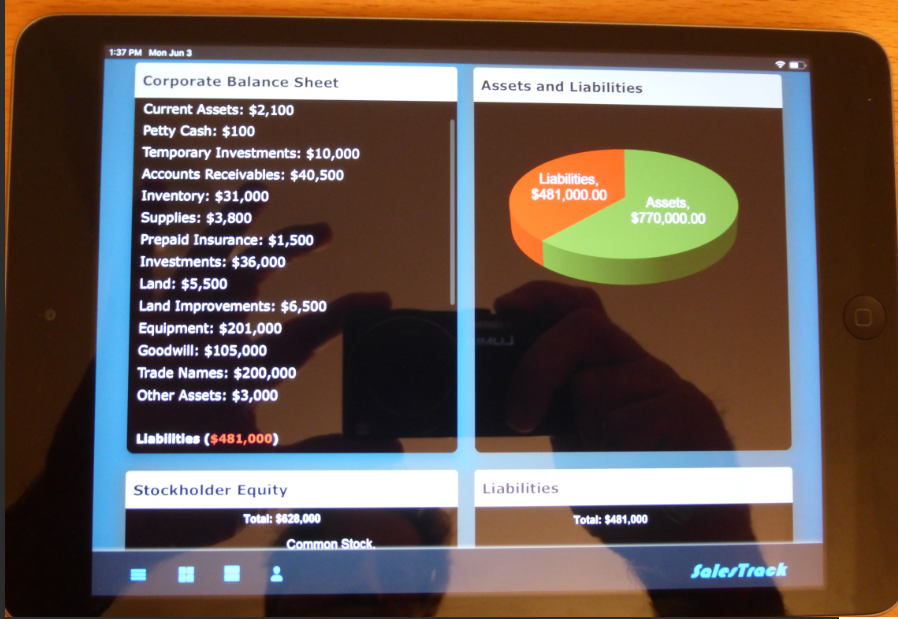 1:37 PM Mon Jun 3
Corporate Balance Sheet
Current Assets: $2,100
Petty Cash: $100
Temporary Investments: $10,000
Accounts Receivables: $40,500
Inventory: $31,000
Supplies: $3,800
Prepaid Insurance: $1,500
Investments: $36,000
Land: $5,500
Land Improvements: $6,500
Equipment: $201,000
Goodwill: $105,000
Trade Names: $200,000
Other Assets: $3,000
Liabilities ($481,000)
Assets and Liabilities
Liabilities,
$481,000.00
Assets,
$770,000.00
Stockholder Equity
Total: $628,000
Common Stock,
Liabilities
Total: $481,000
SalesTrack